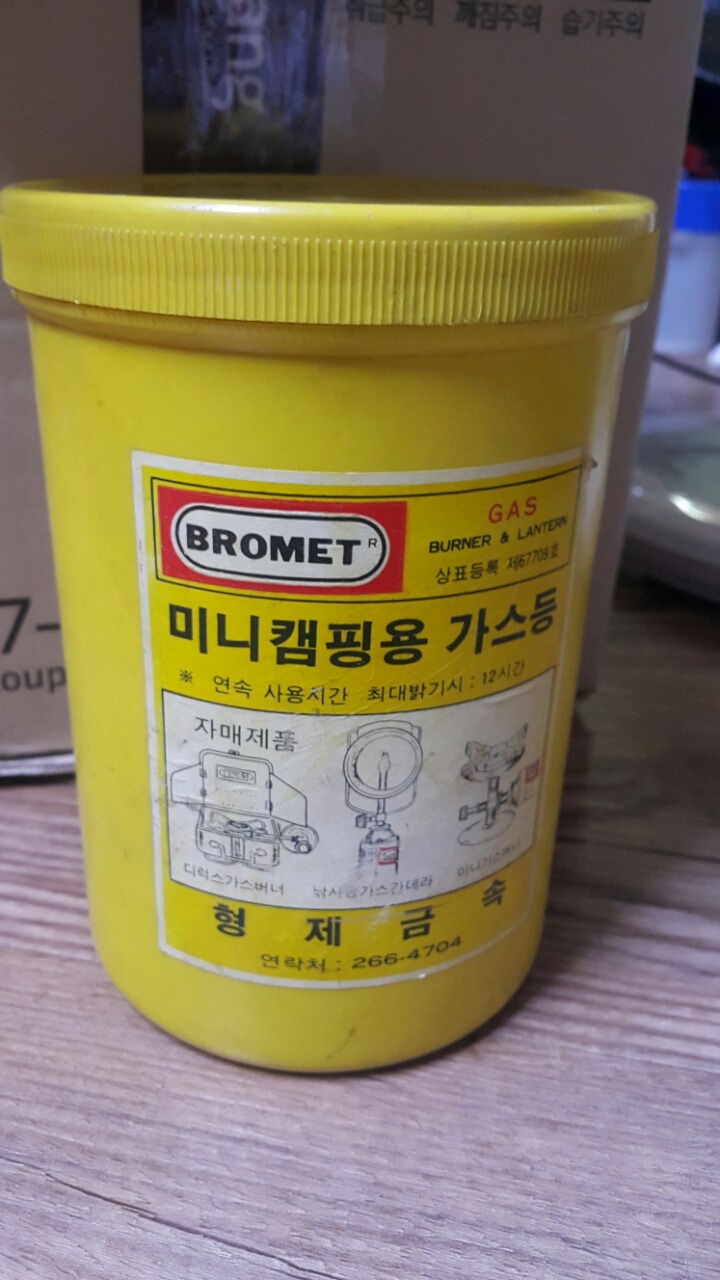 취급주의 깨짐주의 습기주의
BROMET R
GAS
BURNER & LANTERN
상표등록 제67709호
미니캠핑용 가스등
※ 연속 사용시간 최대밝기시 : 12시간
자매제품
디럭스가스버너 낚시용가스간데라 미니가스버너
형제금속
연락처 : 266-4704
7-
oup